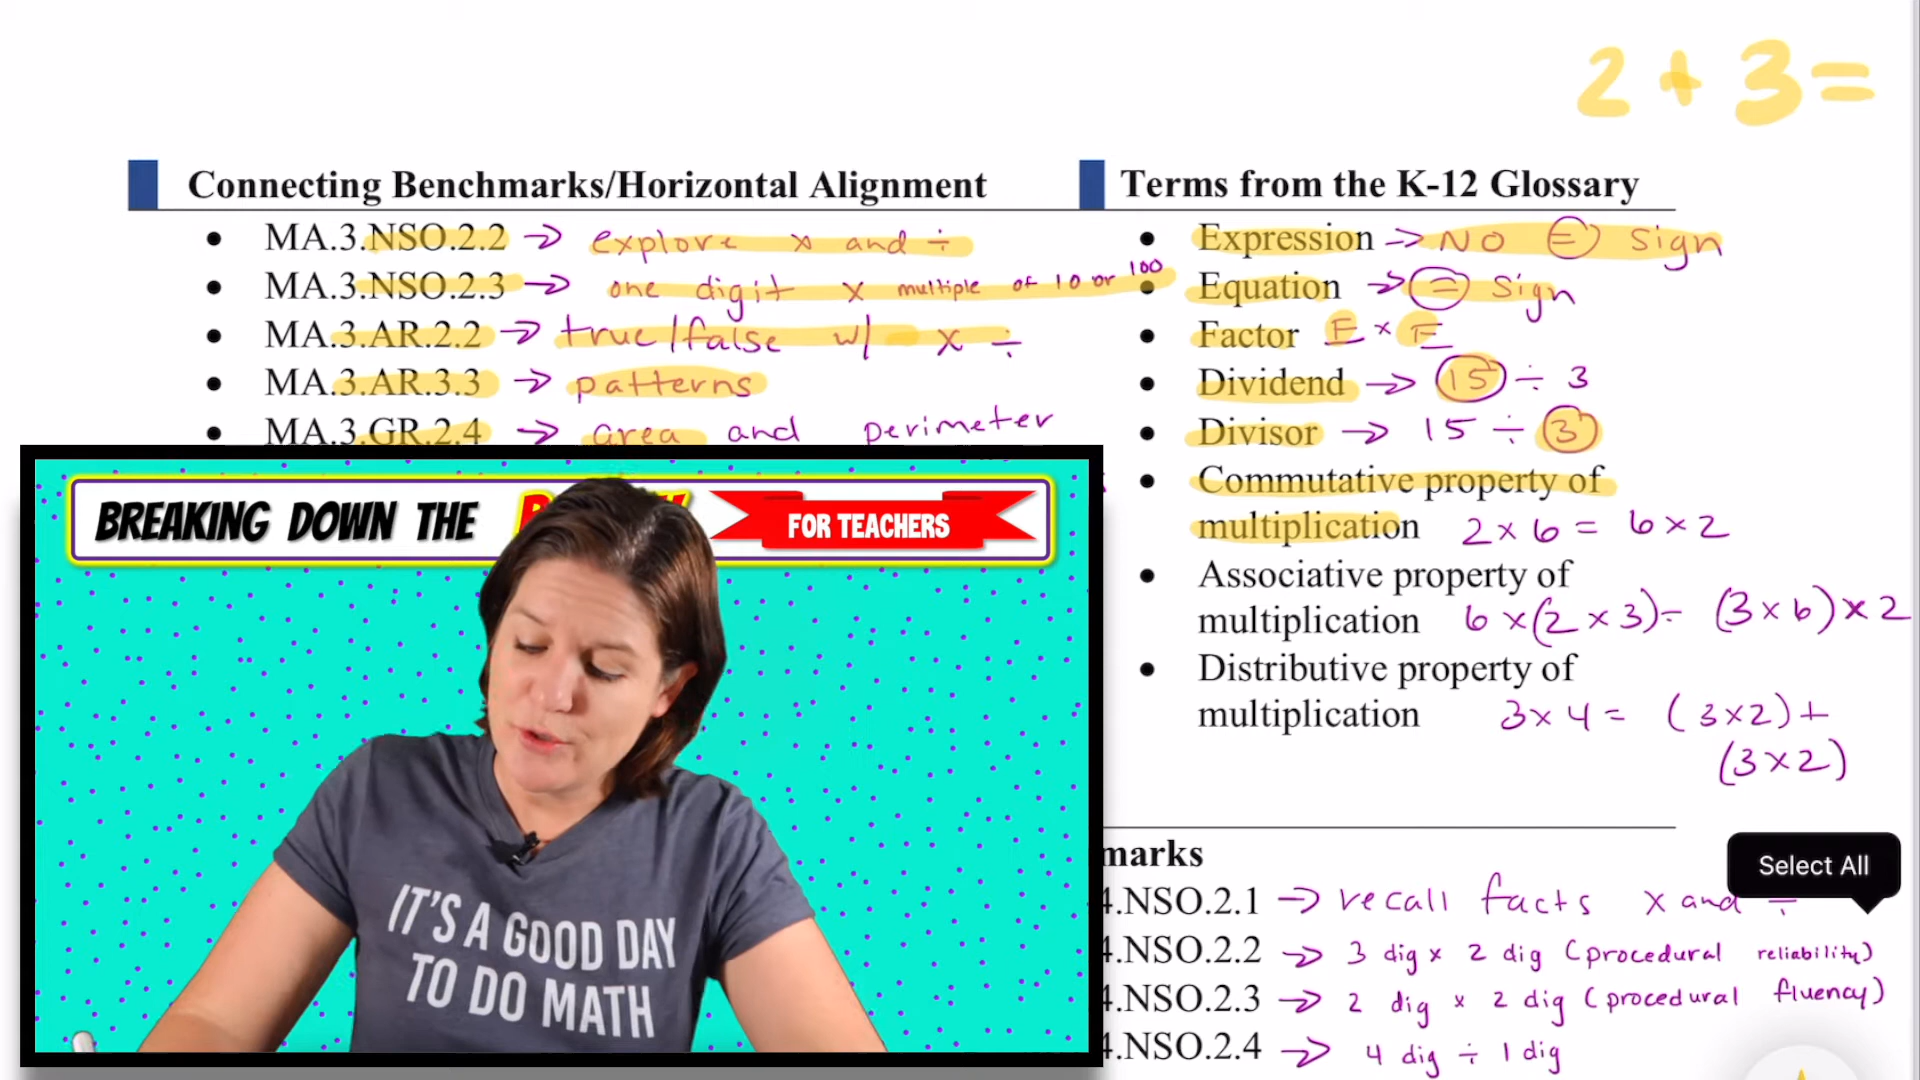 2 + 3 =
Connecting Benchmarks/Horizontal Alignment
• MA.3.NSO.2.2 → explore x and ÷
• MA.3.NSO.2.3 → one digit x multiple of 10 or 100
• MA.3.AR.2.2 → true/false w/ x ÷
• MA.3.AR.3.3 → patterns
• MA.3.GR.2.4 → area and perimeter
Terms from the K-12 Glossary
• Expression → NO = sign
• Equation → = sign
• Factor F x F
• Dividend → 15 ÷ 3
• Divisor → 15 ÷ 3
• Commutative property of
multiplication 2 x 6 = 6 x 2
• Associative property of
multiplication 6 x (2 x 3) = (3 x 6) x 2
• Distributive property of
multiplication 3 x 4 = (3 x 2) +
(3 x 2)
marks
4.NSO.2.1 → recall facts x and ÷
4.NSO.2.2 → 3 dig x 2 dig (procedural reliability)
4.NSO.2.3 → 2 dig x 2 dig (procedural fluency)
4.NSO.2.4 → 4 dig ÷ 1 dig
Select All
BREAKING DOWN THE
FOR TEACHERS
IT'S A GOOD DAY
TO DO MATH